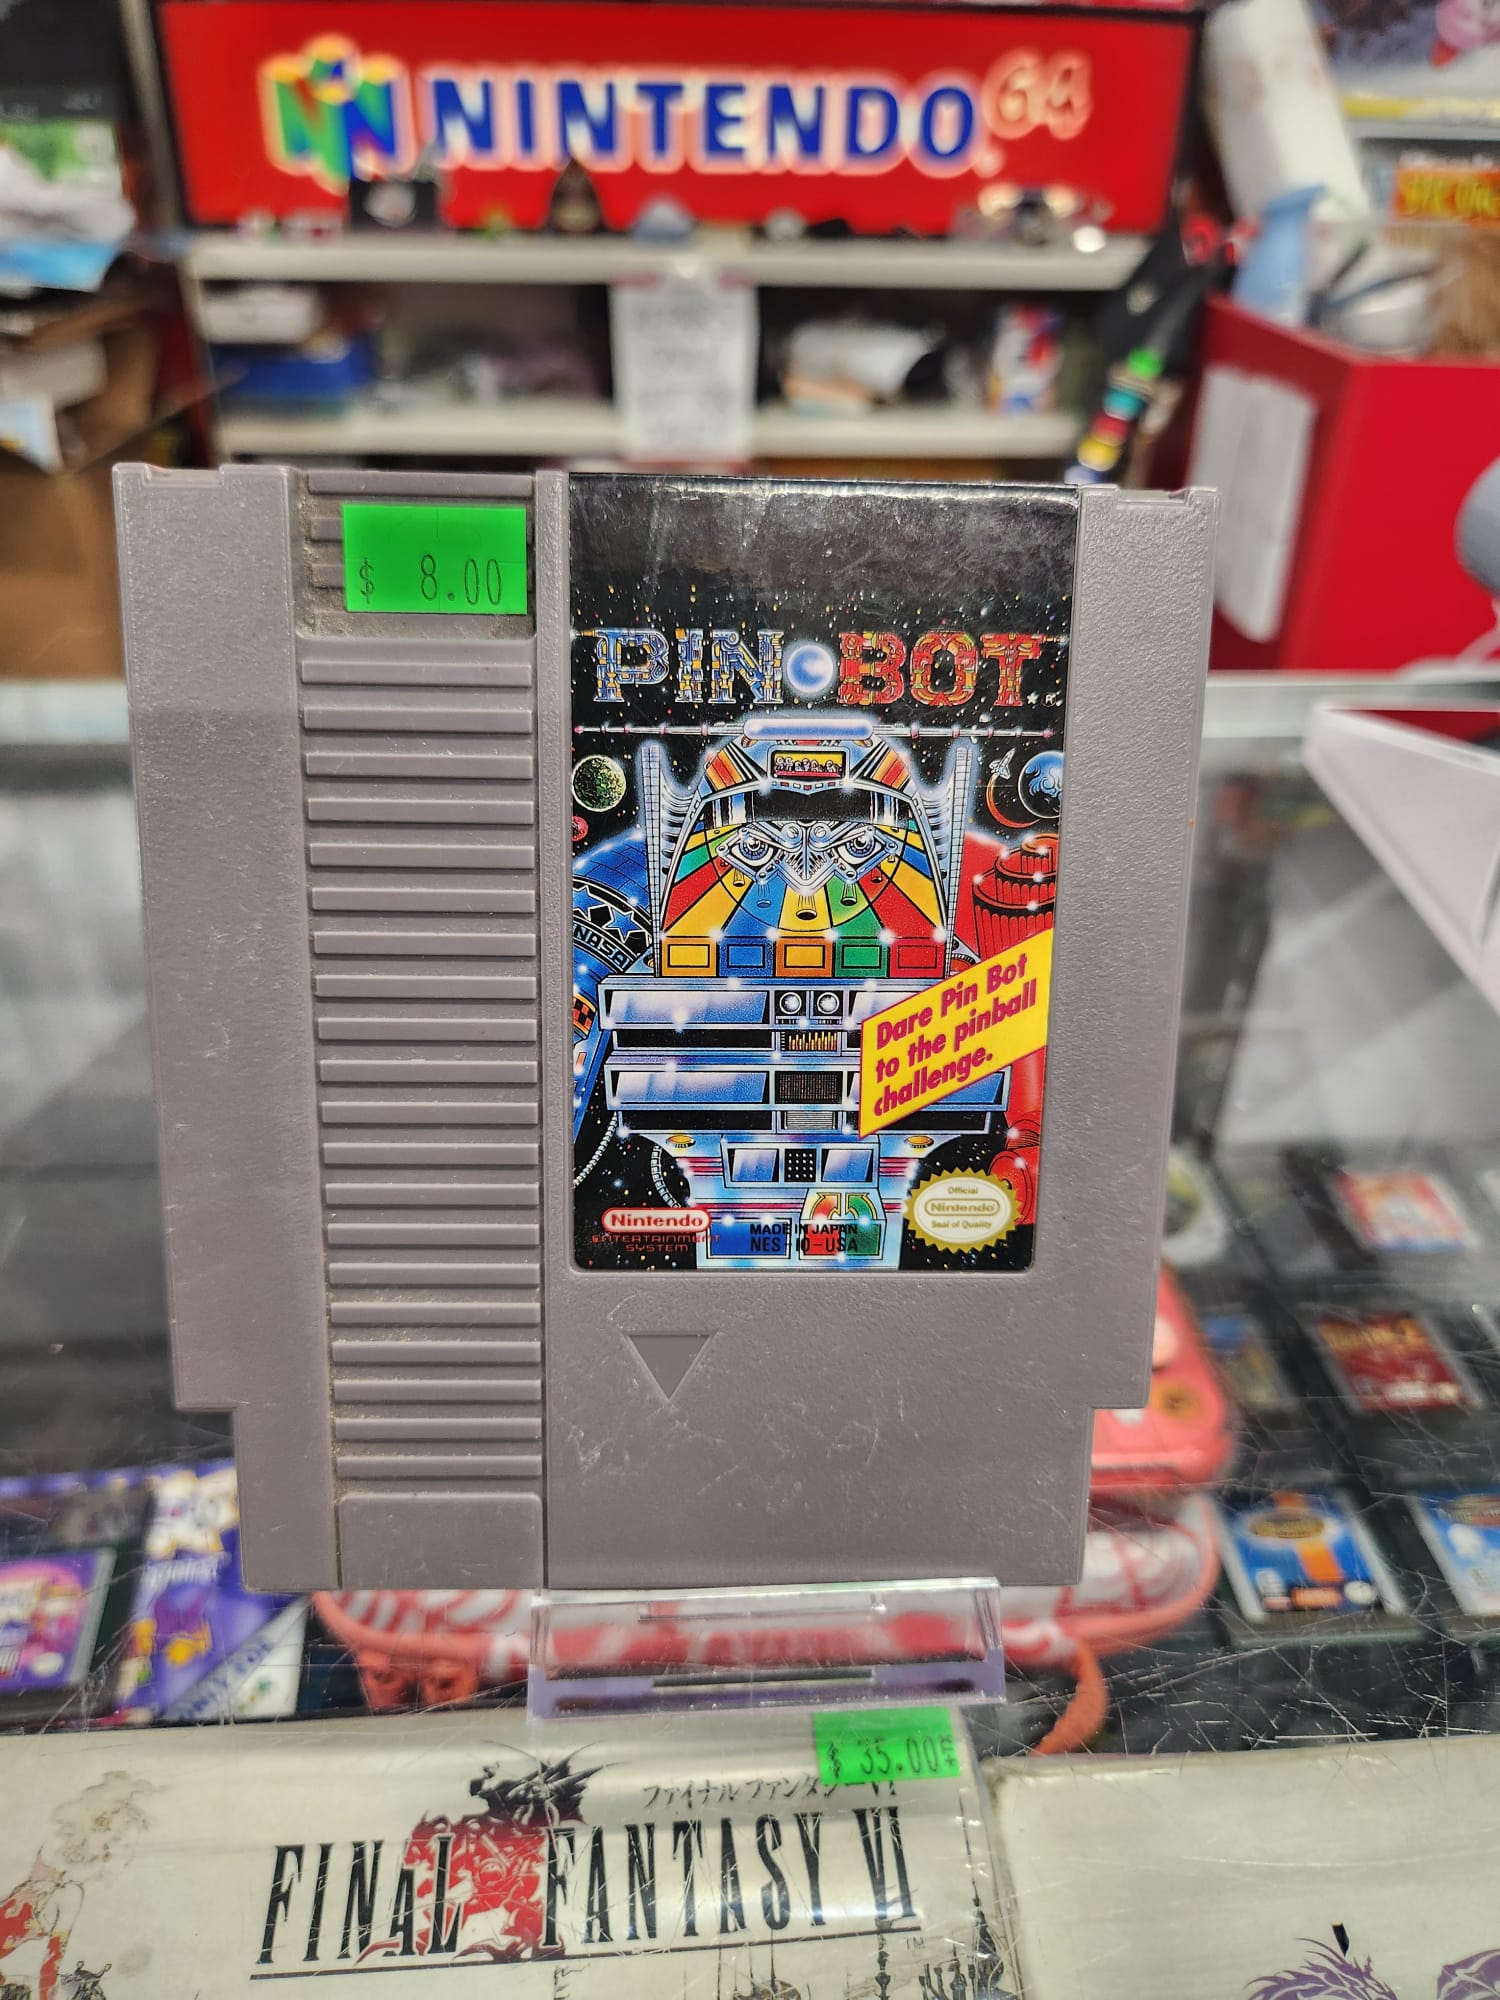 NINTENDO 64
$ 8.00
PIN·BOT
NASA
Dare Pin Bot
to the pinball
challenge.
Nintendo
ENTERTAINMENT
SYSTEM
MADE IN JAPAN
NES-IO-USA
Official
Nintendo
Seal of Quality
$ 35.00
ファイナルファンタジーVI
FINAL FANTASY VI
TM